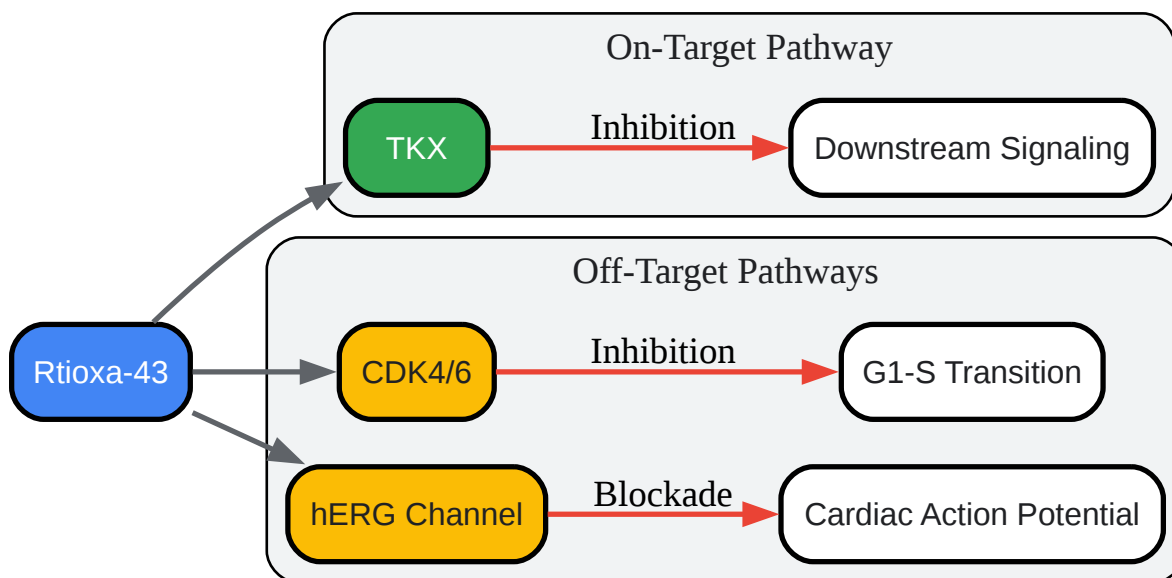 On-Target Pathway
TKX
Inhibition
Downstream Signaling
Off-Target Pathways
Rtioxa-43
CDK4/6
Inhibition
G1-S Transition
hERG Channel
Blockade
Cardiac Action Potential